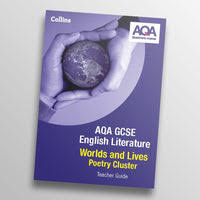 Collins
AQA
AQA GCSE
English Literature
Worlds and Lives
Poetry Cluster
Teacher Guide